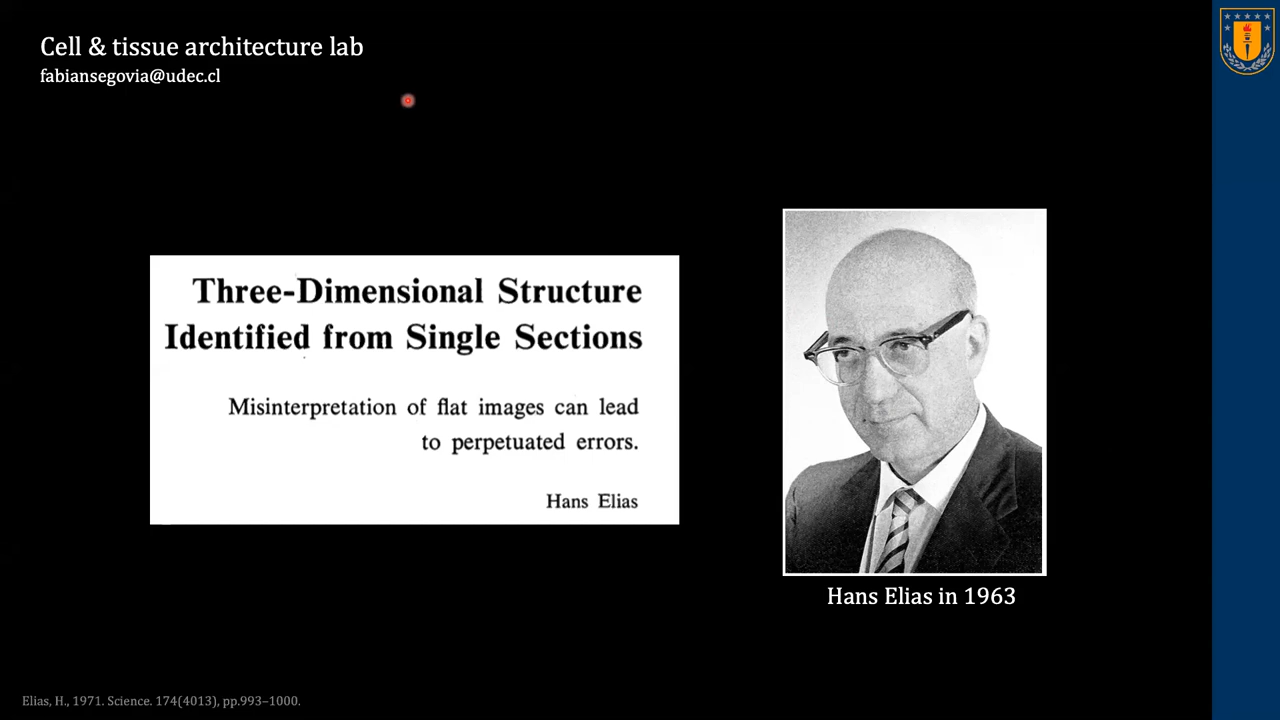 Cell & tissue architecture lab
fabiansegovia@udec.cl
Three-Dimensional Structure
Identified from Single Sections
Misinterpretation of flat images can lead
to perpetuated errors.
Hans Elias
Hans Elias in 1963
Elias, H., 1971. Science. 174(4013), pp.993–1000.